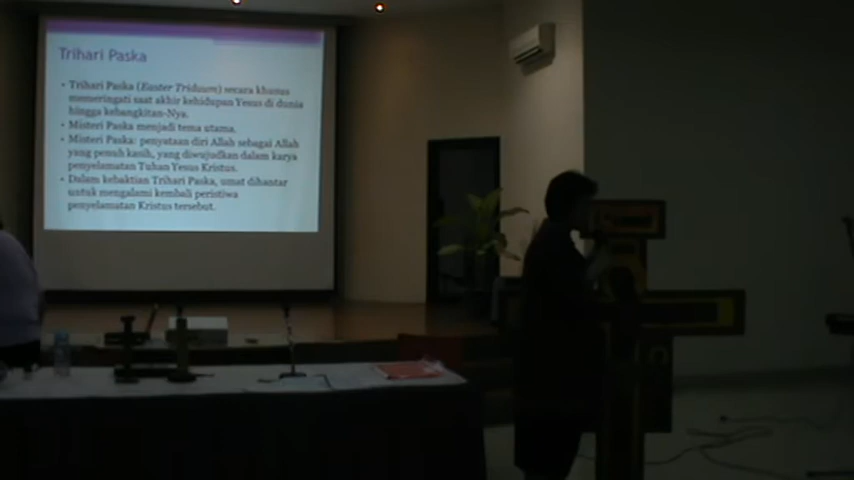 Trihari Paska
• Trihari Paska (Easter Triduum) secara khusus
memeringati saat akhir kehidupan Yesus di dunia
hingga kebangkitan-Nya.
• Misteri Paska menjadi tema utama.
• Misteri Paska: penyataan diri Allah sebagai Allah
yang penuh kasih, yang diwujudkan dalam karya
penyelamatan Tuhan Yesus Kristus.
• Dalam kebaktian Trihari Paska, umat dihantar
untuk mengalami kembali peristiwa
penyelamatan Kristus tersebut.